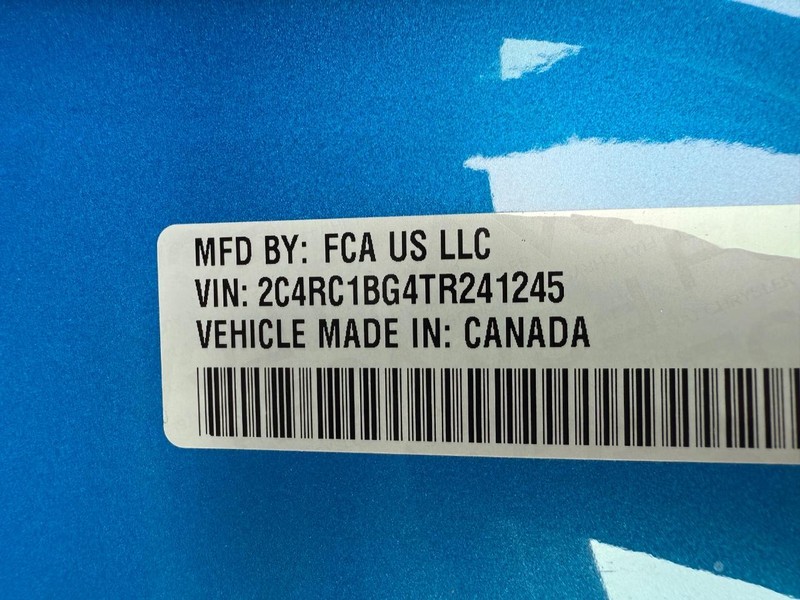 MFD BY: FCA US LLC
VIN: 2C4RC1BG4TR241245
VEHICLE MADE IN: CANADA